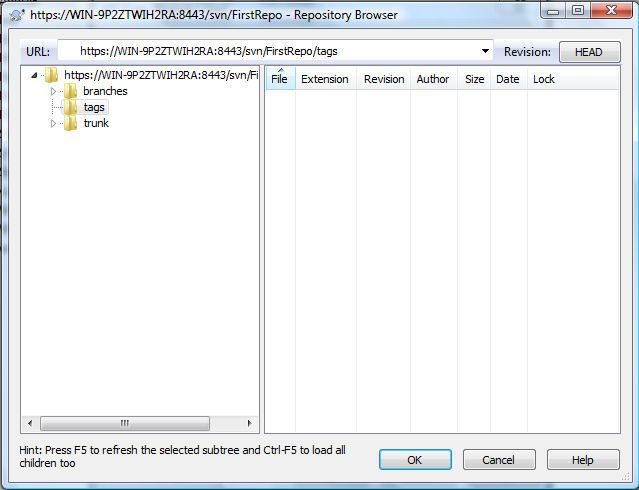 https://WIN-9P2ZTWIH2RA:8443/svn/FirstRepo - Repository Browser
URL: https://WIN-9P2ZTWIH2RA:8443/svn/FirstRepo/tags Revision: HEAD
https://WIN-9P2ZTWIH2RA:8443/svn/Fi
branches
tags
trunk
File Extension Revision Author Size Date Lock
Hint: Press F5 to refresh the selected subtree and Ctrl-F5 to load all
children too
OK Cancel Help